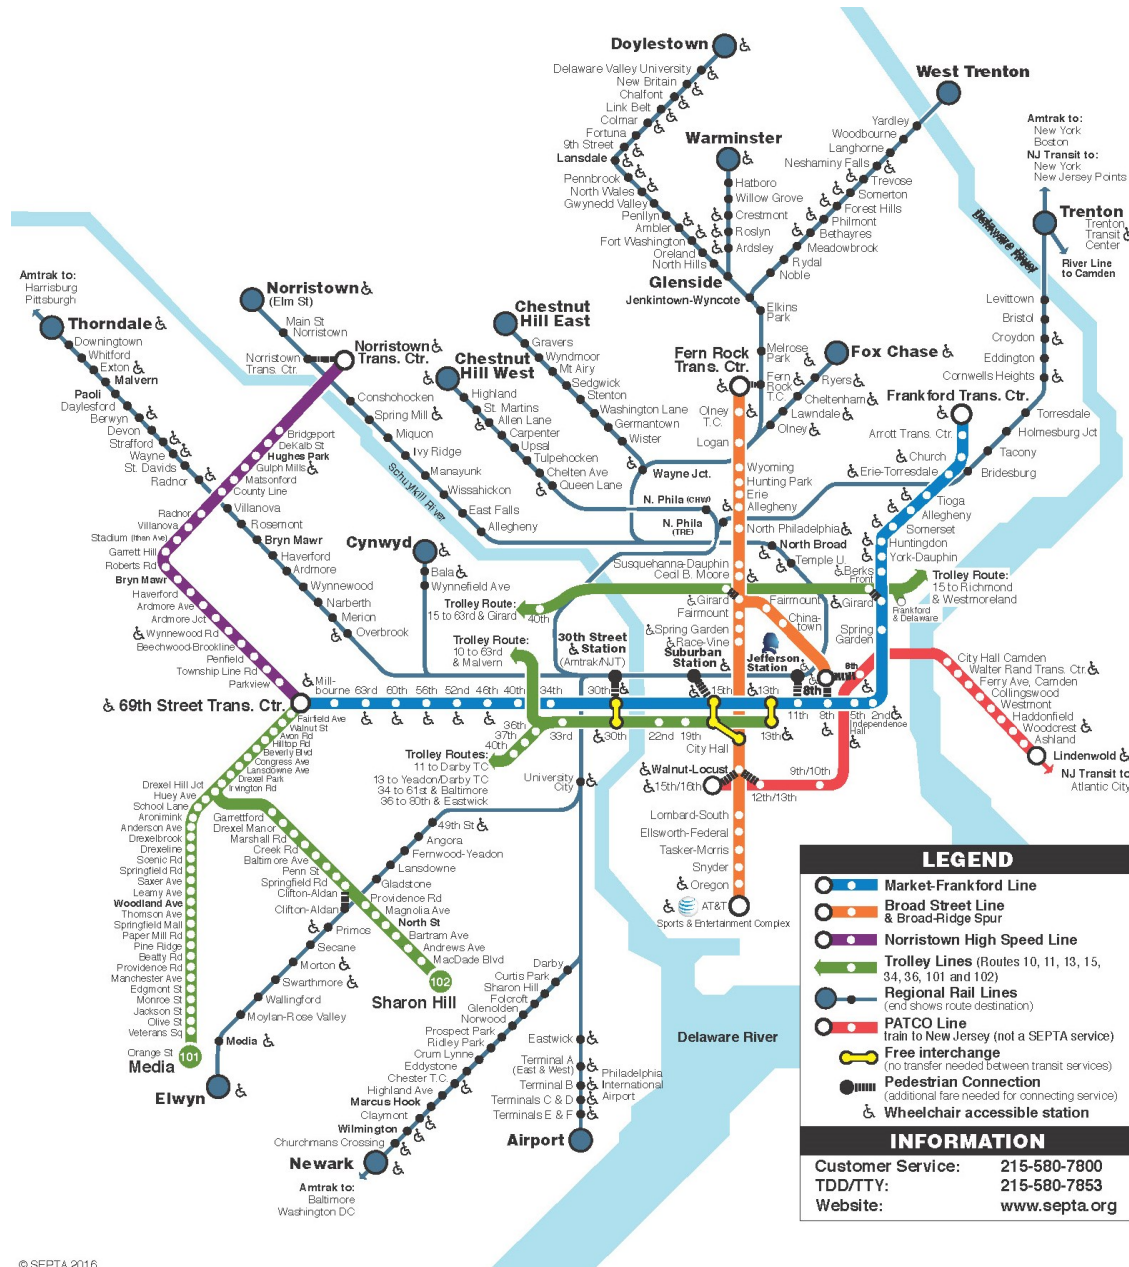 Doylestown
Delaware Valley University
New Britain
Chalfont
Link Belt
Colmar
Fortuna
9th Street
Lansdale
Pennbrook
North Wales
Gwynedd Valley
Penllyn
Ambler
Fort Washington
Oreland
North Hills
Glenside
Jenkintown-Wyncote
Warminster
Hatboro
Willow Grove
Crestmont
Roslyn
Ardsley
West Trenton
Yardley
Woodbourne
Langhorne
Neshaminy Falls
Trevose
Somerton
Forest Hills
Philmont
Bethayres
Meadowbrook
Rydal
Noble
Elkins
Park
Melrose
Park
Fern
Rock
T.C.
Amtrak to:
New York
Boston
NJ Transit to:
New York
New Jersey Points
Trenton
Trenton
Transit
Center
River Line
to Camden
Delaware River
Levittown
Bristol
Croydon
Eddington
Cornwells Heights
Torresdale
Holmesburg Jct
Tacony
Bridesburg
Amtrak to:
Harrisburg
Pittsburgh
Thorndale
Downingtown
Whitford
Exton
Malvern
Paoli
Daylesford
Berwyn
Devon
Strafford
Wayne
St. Davids
Radnor
Villanova
Rosemont
Bryn Mawr
Haverford
Ardmore
Wynnewood
Narberth
Merion
Overbrook
Norristown
(Elm St)
Main St
Norristown
Norristown
Trans. Ctr.
Norristown
Trans. Ctr.
Conshohocken
Spring Mill
Miquon
Ivy Ridge
Manayunk
Wissahickon
East Falls
Allegheny
Schuylkill River
Bridgeport
DeKalb St
Hughes Park
Gulph Mills
Matsonford
County Line
Radnor
Villanova
Stadium (Ithan Ave)
Garrett Hill
Roberts Rd
Bryn Mawr
Haverford
Ardmore Ave
Ardmore Jct
Wynnewood Rd
Beechwood-Brookline
Penfield
Township Line Rd
Parkview
69th Street Trans. Ctr.
Chestnut
Hill East
Gravers
Wyndmoor
Mt Airy
Sedgwick
Stenton
Washington Lane
Germantown
Wister
Wayne Jct.
Chestnut
Hill West
Highland
St. Martins
Allen Lane
Carpenter
Upsal
Tulpehocken
Chelten Ave
Queen Lane
N. Phila (CHW)
N. Phila
(TRE)
Cynwyd
Bala
Wynnefield Ave
Fox Chase
Ryers
Cheltenham
Lawndale
Olney
Fern Rock
Trans. Ctr.
Olney
T.C.
Logan
Wyoming
Hunting Park
Erie
Allegheny
North Philadelphia
North Broad
Temple U.
Susquehanna-Dauphin
Cecil B. Moore
Girard
Fairmount
Spring Garden
Race-Vine
Fairmount
China-
town
Frankford Trans. Ctr.
Arrott Trans. Ctr.
Church
Erie-Torresdale
Tioga
Allegheny
Somerset
Huntingdon
York-Dauphin
Berks
Front
Girard
Frankford
& Delaware
Spring
Garden
Trolley Route:
15 to Richmond
& Westmoreland
Trolley Route:
15 to 63rd & Girard
40th
Trolley Route:
10 to 63rd
& Malvern
30th Street
Station
(Amtrak/NJT)
Suburban
Station
Jefferson
Station
8th
8th
Mill-
bourne
63rd
60th
56th
52nd
46th
40th
34th
30th
15th
13th
11th
8th
5th
Independence
Hall
2nd
36th
37th
40th
33rd
30th
22nd
19th
13th
City Hall
Trolley Routes:
11 to Darby TC
13 to Yeadon/Darby TC
34 to 61st & Baltimore
36 to 80th & Eastwick
University
City
Walnut-Locust
15th/16th
12th/13th
9th/10th
City Hall Camden
Walter Rand Trans. Ctr.
Ferry Ave, Camden
Collingswood
Westmont
Haddonfield
Woodcrest
Ashland
Lindenwold
NJ Transit to
Atlantic City
Lombard-South
Ellsworth-Federal
Tasker-Morris
Snyder
Oregon
AT&T
Sports & Entertainment Complex
Fairfield Ave
Walnut St
Avon Rd
Hilltop Rd
Beverly Blvd
Congress Ave
Lansdowne Ave
Drexel Park
Irvington Rd
Drexel Hill Jct
Huey Ave
School Lane
Aronimink
Anderson Ave
Drexelbrook
Drexeline
Scenic Rd
Springfield Rd
Saxer Ave
Leamy Ave
Woodland Ave
Thomson Ave
Springfield Mall
Paper Mill Rd
Pine Ridge
Beatty Rd
Providence Rd
Manchester Ave
Edgmont St
Monroe St
Jackson St
Olive St
Veterans Sq
Orange St
Media
101
Garrettford
Drexel Manor
Marshall Rd
Creek Rd
Baltimore Ave
Penn St
Springfield Rd
Clifton-Aldan
Clifton-Aldan
Providence Rd
Magnolia Ave
North St
Bartram Ave
Andrews Ave
MacDade Blvd
102
Sharon Hill
49th St
Angora
Fernwood-Yeadon
Lansdowne
Gladstone
Primos
Secane
Morton
Swarthmore
Wallingford
Moylan-Rose Valley
Media
Elwyn
Darby
Curtis Park
Sharon Hill
Folcroft
Glenolden
Norwood
Prospect Park
Ridley Park
Crum Lynne
Eddystone
Chester T.C.
Highland Ave
Marcus Hook
Claymont
Wilmington
Churchmans Crossing
Newark
Amtrak to:
Baltimore
Washington DC
Eastwick
Terminal A
(East & West)
Terminal B
Terminals C & D
Terminals E & F
Philadelphia
International
Airport
Airport
Delaware River
LEGEND
Market-Frankford Line
Broad Street Line
& Broad-Ridge Spur
Norristown High Speed Line
Trolley Lines (Routes 10, 11, 13, 15,
34, 36, 101 and 102)
Regional Rail Lines
(end shows route destination)
PATCO Line
train to New Jersey (not a SEPTA service)
Free interchange
(no transfer needed between transit services)
Pedestrian Connection
(additional fare needed for connecting service)
Wheelchair accessible station
INFORMATION
Customer Service: 215-580-7800
TDD/TTY: 215-580-7853
Website: www.septa.org
© SEPTA 2016